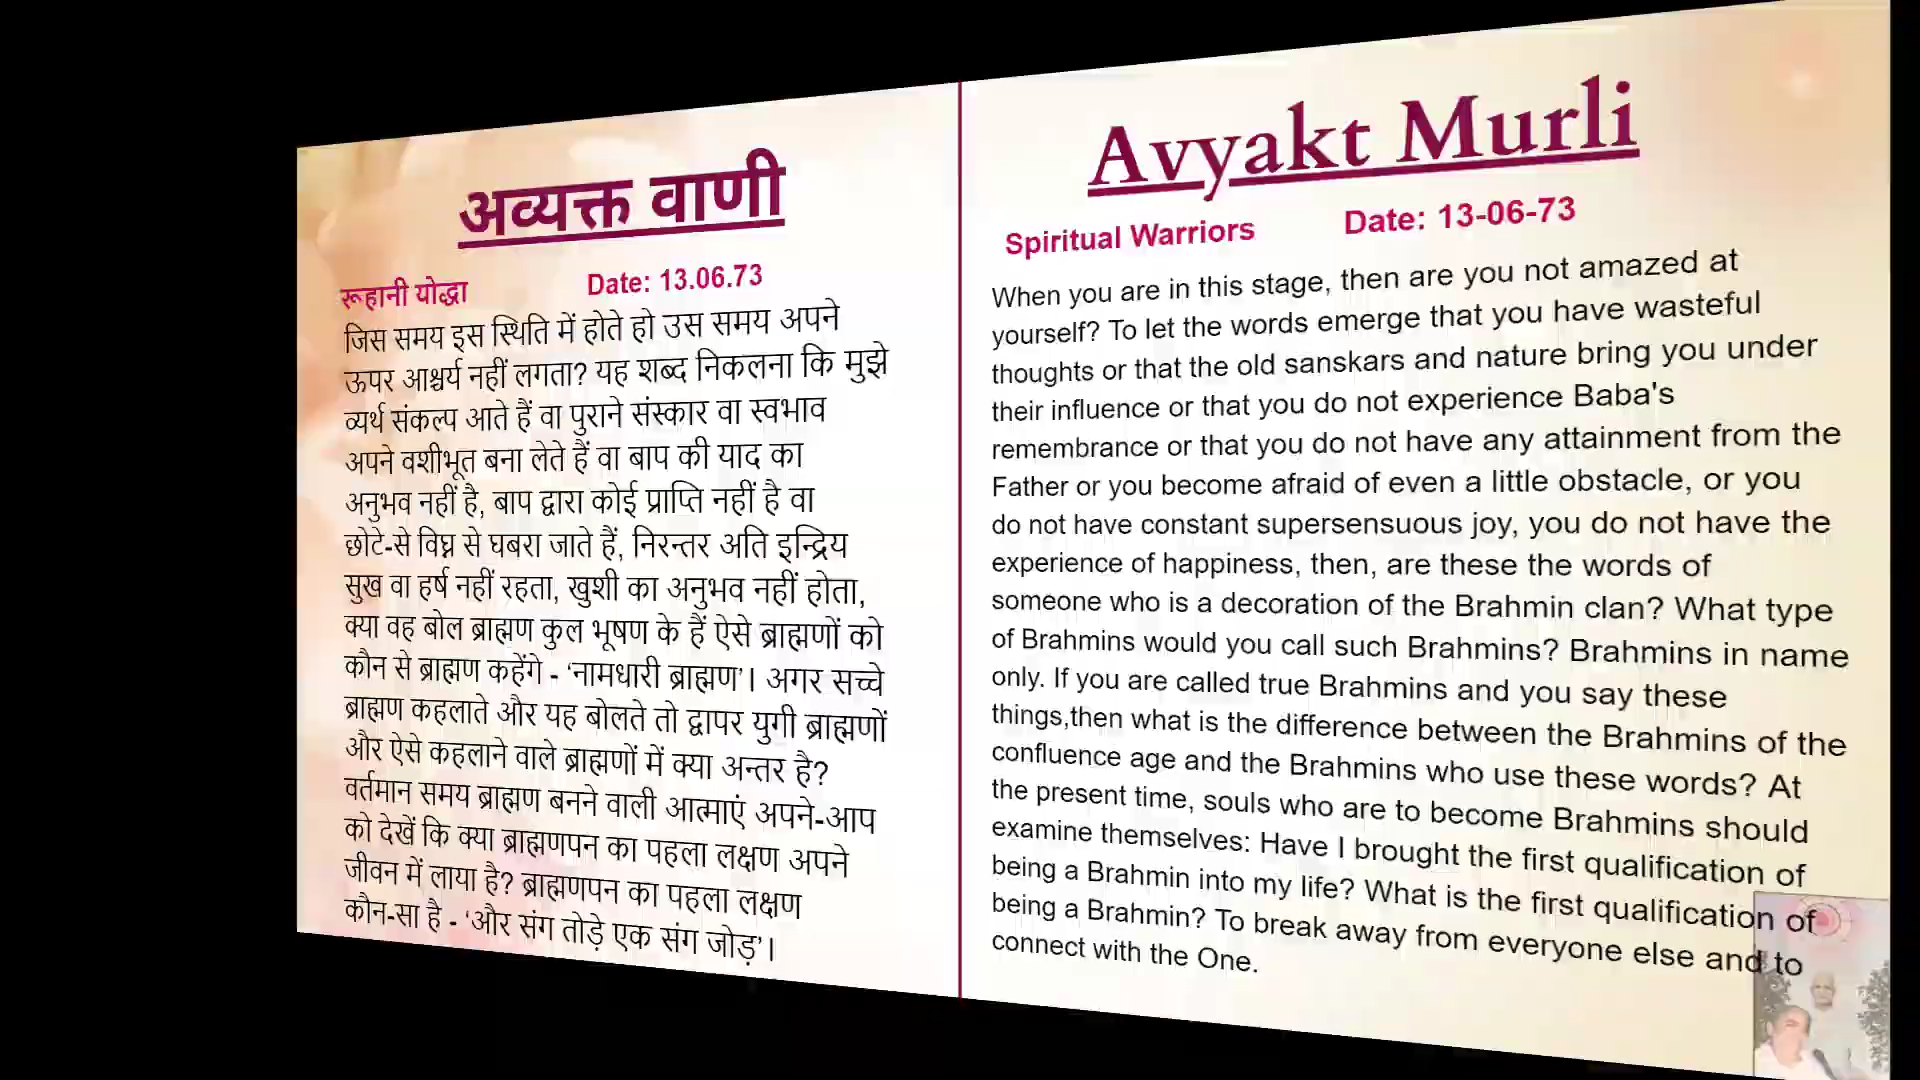 अव्यक्त वाणी
रूहानी योद्धा Date: 13.06.73
जिस समय इस स्थिति में होते हो उस समय अपने
ऊपर आश्चर्य नहीं लगता? यह शब्द निकलना कि मुझे
व्यर्थ संकल्प आते हैं वा पुराने संस्कार वा स्वभाव
अपने वशीभूत बना लेते हैं वा बाप की याद का
अनुभव नहीं है, बाप द्वारा कोई प्राप्ति नहीं है वा
छोटे-से विघ्न से घबरा जाते हैं, निरन्तर अति इन्द्रिय
सुख वा हर्ष नहीं रहता, खुशी का अनुभव नहीं होता,
क्या वह बोल ब्राह्मण कुल भूषण के हैं ऐसे ब्राह्मणों को
कौन से ब्राह्मण कहेंगे - ‘नामधारी ब्राह्मण’। अगर सच्चे
ब्राह्मण कहलाते और यह बोलते तो द्वापर युगी ब्राह्मणों
और ऐसे कहलाने वाले ब्राह्मणों में क्या अन्तर है?
वर्तमान समय ब्राह्मण बनने वाली आत्माएं अपने-आप
को देखें कि क्या ब्राह्मणपन का पहला लक्षण अपने
जीवन में लाया है? ब्राह्मणपन का पहला लक्षण
कौन-सा है - ‘और संग तोड़े एक संग जोड़’।
Avyakt Murli
Spiritual Warriors Date: 13-06-73
When you are in this stage, then are you not amazed at
yourself? To let the words emerge that you have wasteful
thoughts or that the old sanskars and nature bring you under
their influence or that you do not experience Baba's
remembrance or that you do not have any attainment from the
Father or you become afraid of even a little obstacle, or you
do not have constant supersensuous joy, you do not have the
experience of happiness, then, are these the words of
someone who is a decoration of the Brahmin clan? What type
of Brahmins would you call such Brahmins? Brahmins in name
only. If you are called true Brahmins and you say these
things,then what is the difference between the Brahmins of the
confluence age and the Brahmins who use these words? At
the present time, souls who are to become Brahmins should
examine themselves: Have I brought the first qualification of
being a Brahmin into my life? What is the first qualification of
being a Brahmin? To break away from everyone else and to
connect with the One.